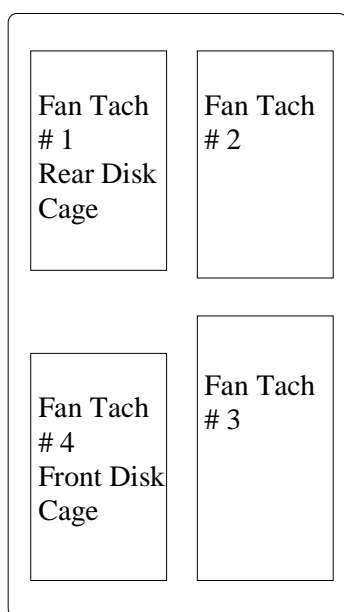 Fan Tach
# 1
Rear Disk
Cage
Fan Tach
# 2
Fan Tach
# 4
Front Disk
Cage
Fan Tach
# 3